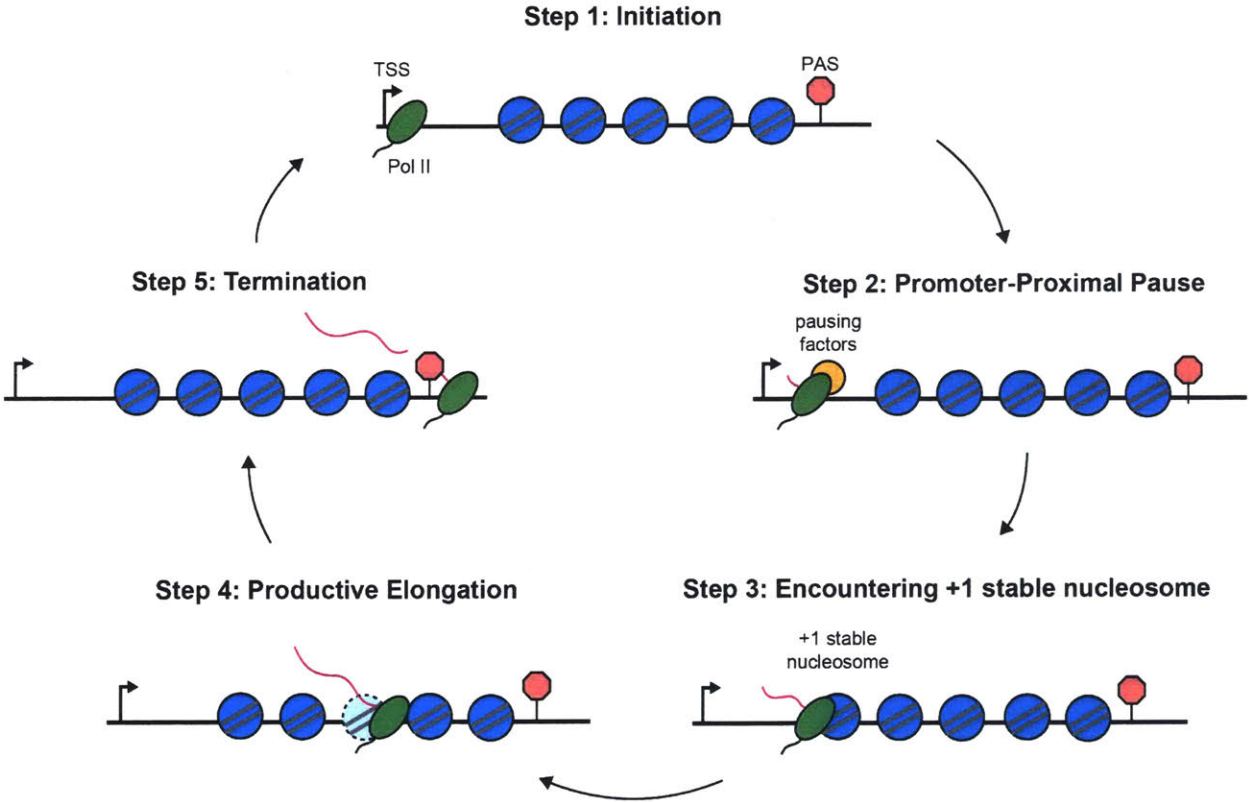 Step 1: Initiation
TSS
PAS
Pol II
Step 5: Termination
Step 2: Promoter-Proximal Pause
pausing
factors
Step 4: Productive Elongation
Step 3: Encountering +1 stable nucleosome
+1 stable
nucleosome